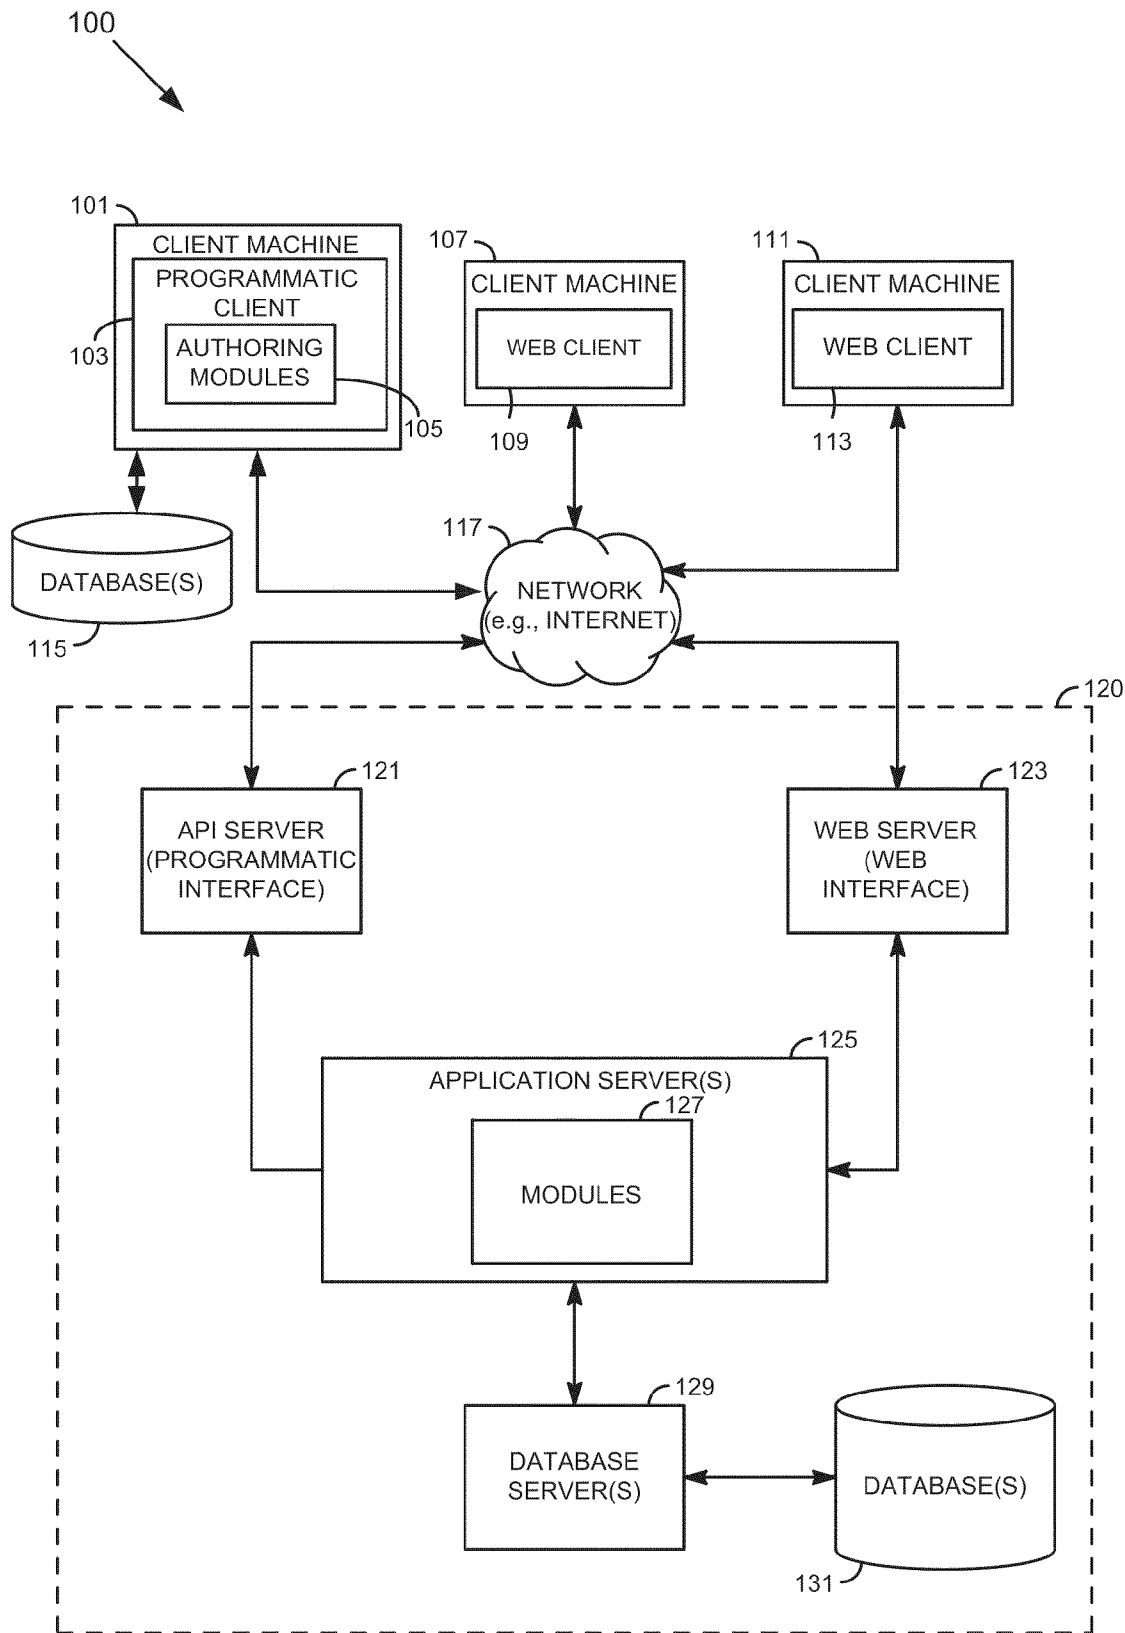 100
101
CLIENT MACHINE
PROGRAMMATIC
CLIENT
AUTHORING
MODULES
103
105
107
CLIENT MACHINE
WEB CLIENT
109
111
CLIENT MACHINE
WEB CLIENT
113
DATABASE(S)
115
117
NETWORK
(e.g., INTERNET)
120
121
API SERVER
(PROGRAMMATIC
INTERFACE)
123
WEB SERVER
(WEB
INTERFACE)
125
APPLICATION SERVER(S)
127
MODULES
129
DATABASE
SERVER(S)
DATABASE(S)
131